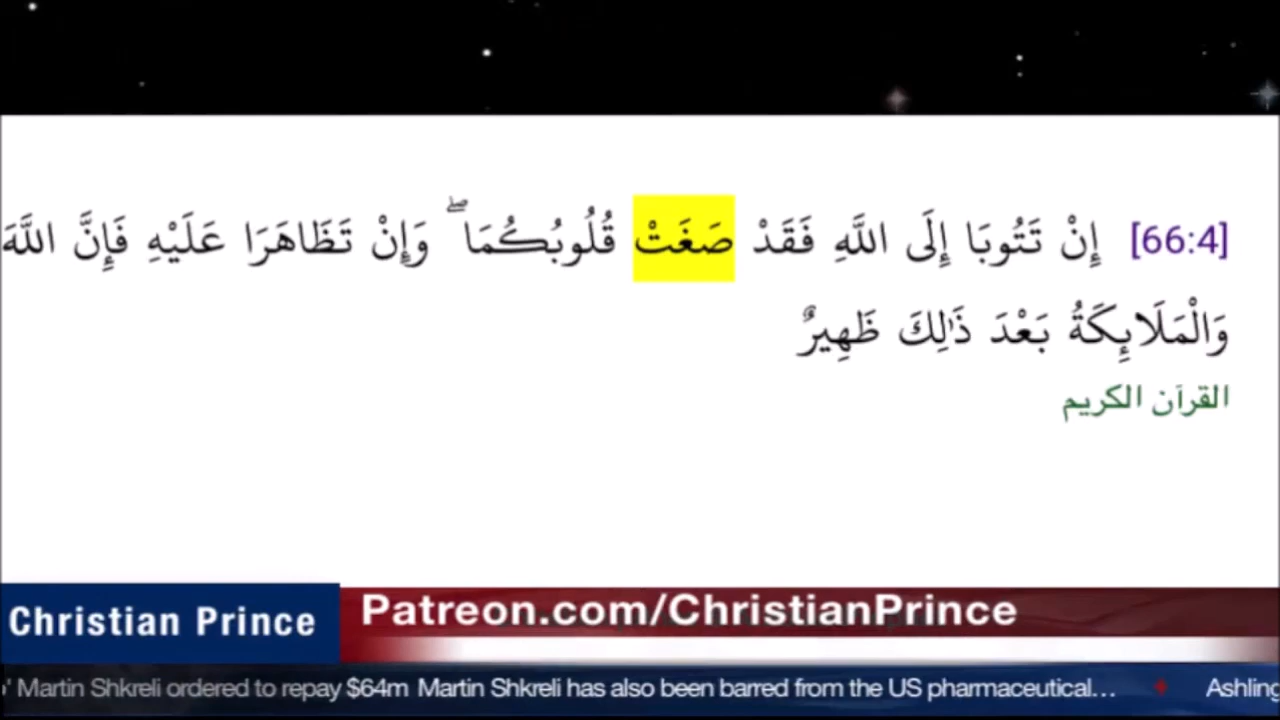 [66:4] إِنْ تَتُوبَا إِلَى اللَّهِ فَقَدْ صَغَتْ قُلُوبُكُمَا ۖ وَإِنْ تَظَاهَرَا عَلَيْهِ فَإِنَّ اللَّهَ
وَالْمَلَائِكَةُ بَعْدَ ذَٰلِكَ ظَهِيرٌ
القرآن الكريم
Christian Prince
Patreon.com/ChristianPrince
' Martin Shkreli ordered to repay $64m Martin Shkreli has also been barred from the US pharmaceutical... Ashling